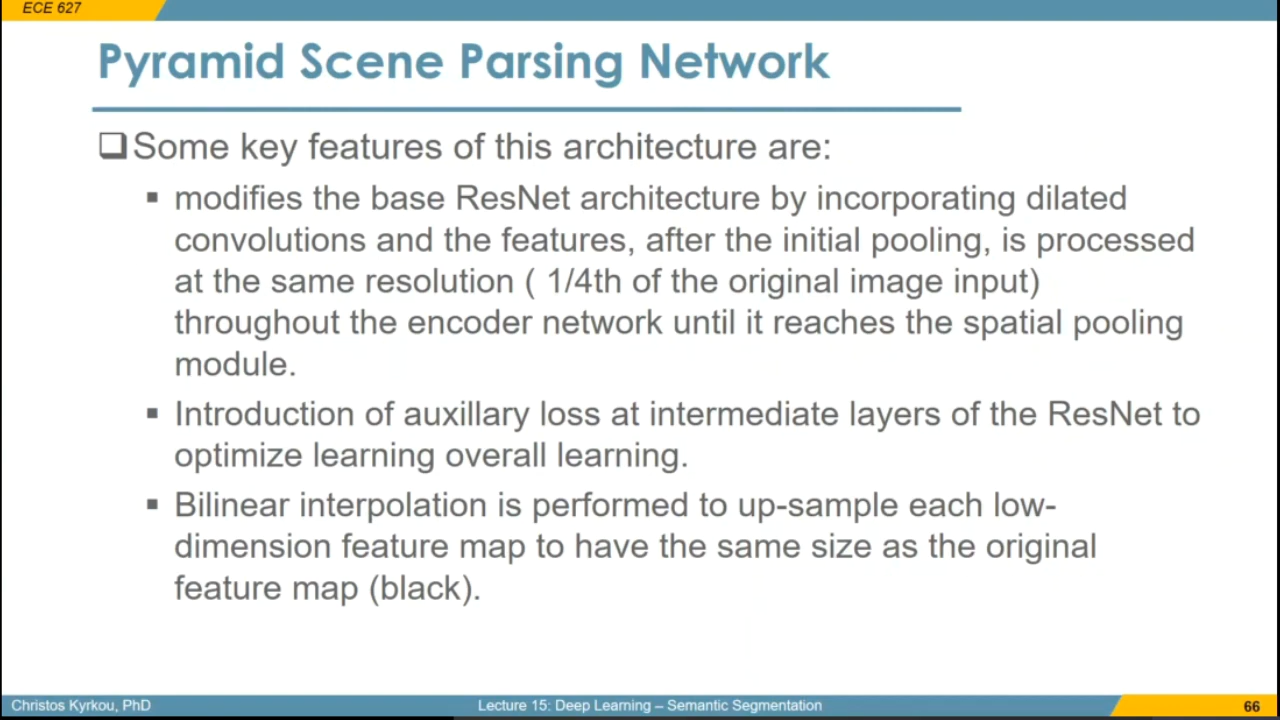 ECE 627
Pyramid Scene Parsing Network
❑Some key features of this architecture are:
▪ modifies the base ResNet architecture by incorporating dilated
convolutions and the features, after the initial pooling, is processed
at the same resolution ( 1/4th of the original image input)
throughout the encoder network until it reaches the spatial pooling
module.
▪ Introduction of auxillary loss at intermediate layers of the ResNet to
optimize learning overall learning.
▪ Bilinear interpolation is performed to up-sample each low-
dimension feature map to have the same size as the original
feature map (black).
Christos Kyrkou, PhD
Lecture 15: Deep Learning – Semantic Segmentation
66